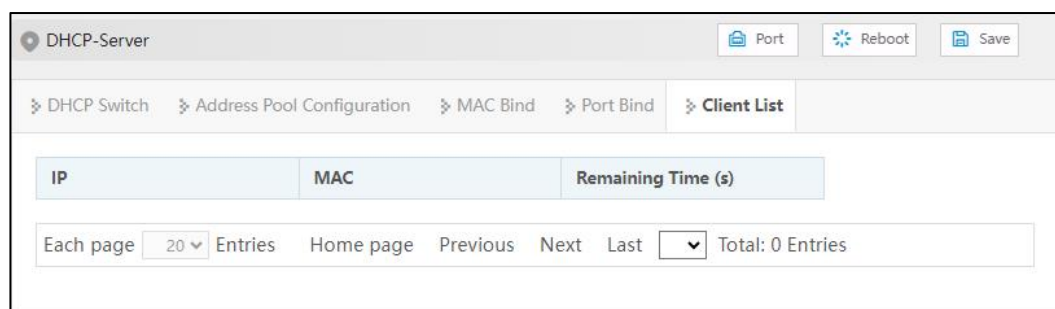 DHCP-Server Port Reboot Save
DHCP Switch Address Pool Configuration MAC Bind Port Bind Client List
IP MAC Remaining Time (s)
Each page 20 Entries Home page Previous Next Last Total: 0 Entries